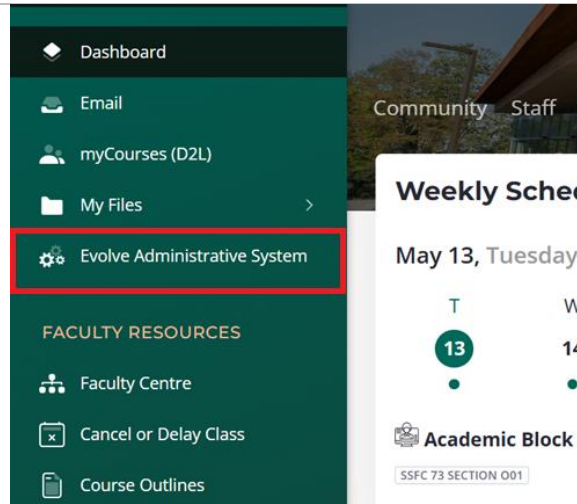 Dashboard
Email
myCourses (D2L)
My Files
Evolve Administrative System
FACULTY RESOURCES
Faculty Centre
Cancel or Delay Class
Course Outlines
Community Staff
Weekly Sche
May 13, Tuesday
T W
13 14
Academic Block
SSFC 73 SECTION O01